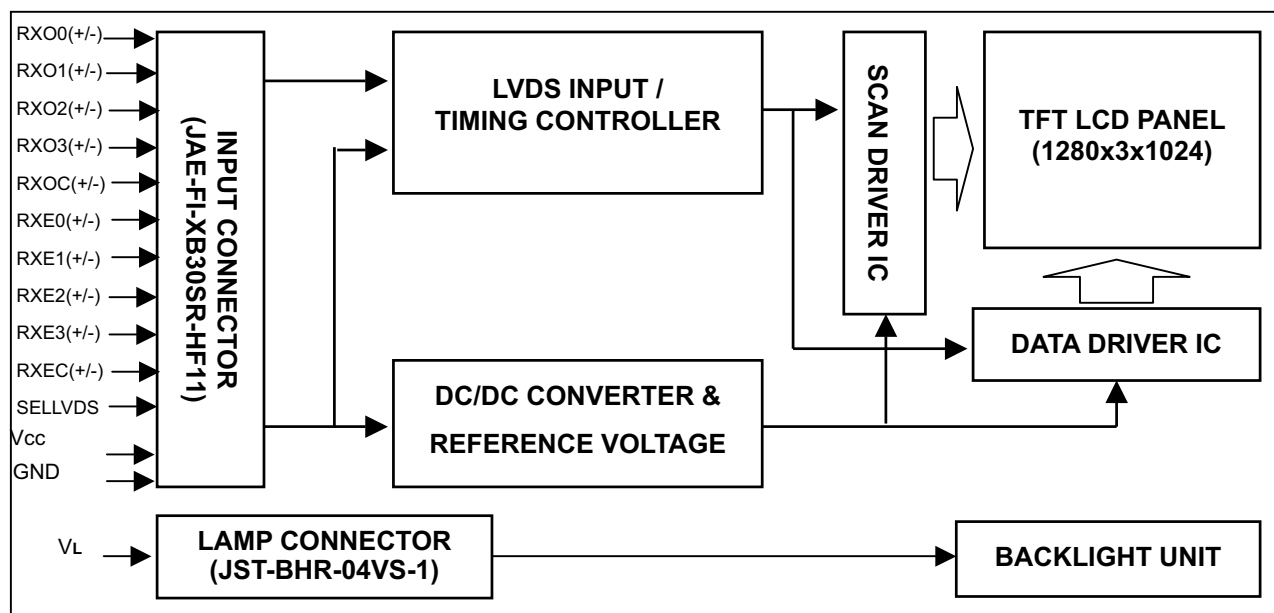 RXO0(+/-)
RXO1(+/-)
RXO2(+/-)
RXO3(+/-)
RXOC(+/-)
RXE0(+/-)
RXE1(+/-)
RXE2(+/-)
RXE3(+/-)
RXEC(+/-)
SELLVDS
Vcc
GND
INPUT CONNECTOR
(JAE-FI-XB30SR-HF11)
LVDS INPUT /
TIMING CONTROLLER
SCAN DRIVER IC
TFT LCD PANEL
(1280x3x1024)
DATA DRIVER IC
DC/DC CONVERTER &
REFERENCE VOLTAGE
VL
LAMP CONNECTOR
(JST-BHR-04VS-1)
BACKLIGHT UNIT